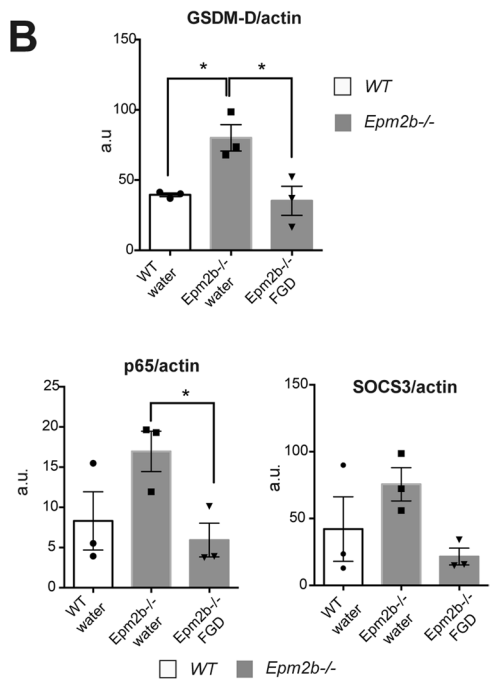 B
GSDM-D/actin
150
100
50
0
a.u
* *
WT
water
Epm2b-/-
water
Epm2b-/-
FGD
WT
Epm2b-/-
p65/actin
25
20
15
10
5
0
a.u.
*
WT
water
Epm2b-/-
water
Epm2b-/-
FGD
SOCS3/actin
150
100
50
0
a.u.
WT
water
Epm2b-/-
water
Epm2b-/-
FGD
WT Epm2b-/-